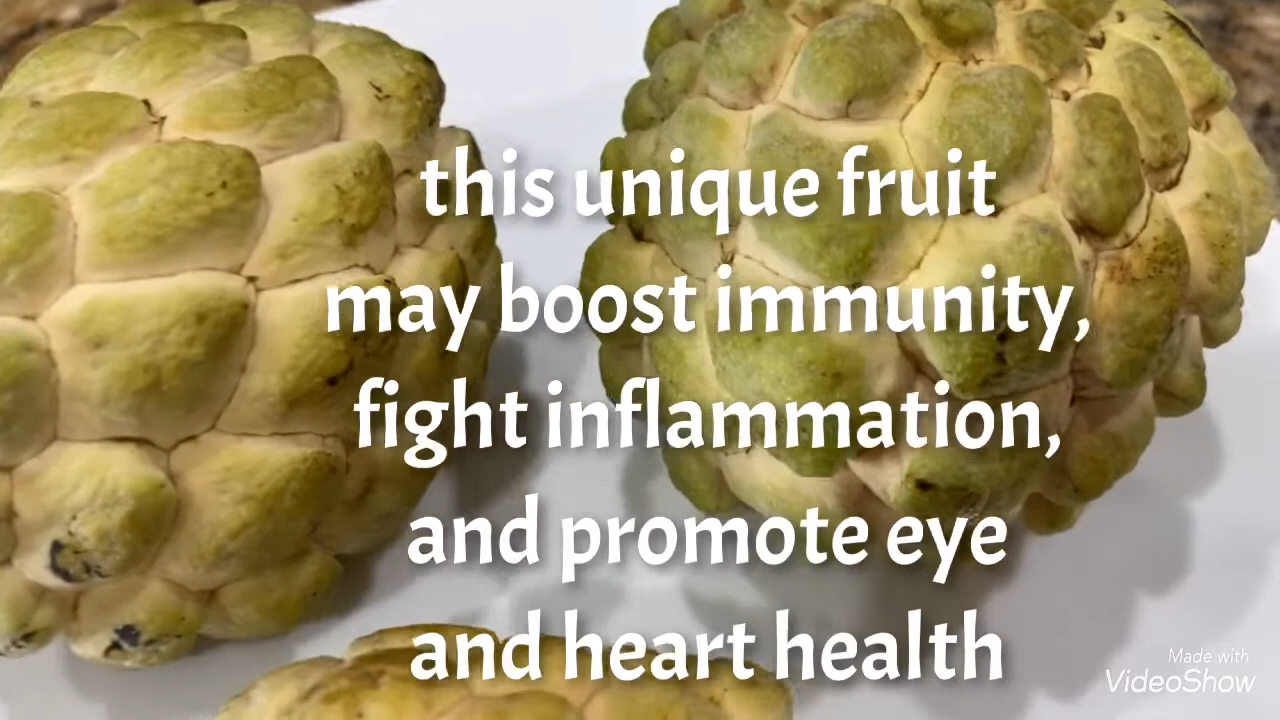 this unique fruit
may boost immunity,
fight inflammation,
and promote eye
and heart health
Made with
VideoShow